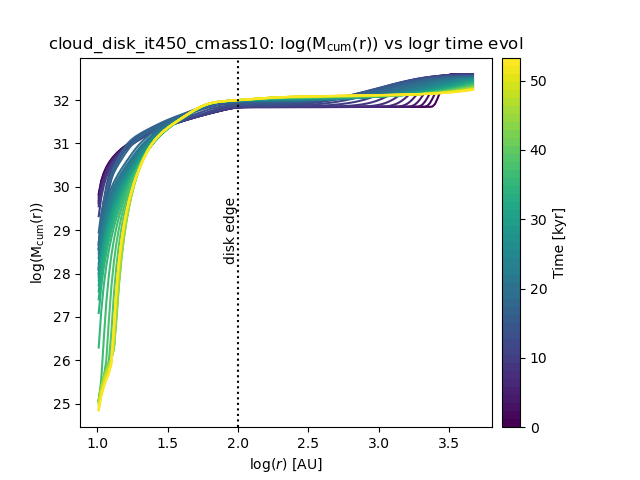 cloud_disk_it450_cmass10: log(M_cum(r)) vs logr time evol
32
31
30
29
28
27
26
25
log(M_cum(r))
disk edge
1.0 1.5 2.0 2.5 3.0 3.5
log(r) [AU]
50
40
30
20
10
0
Time [kyr]